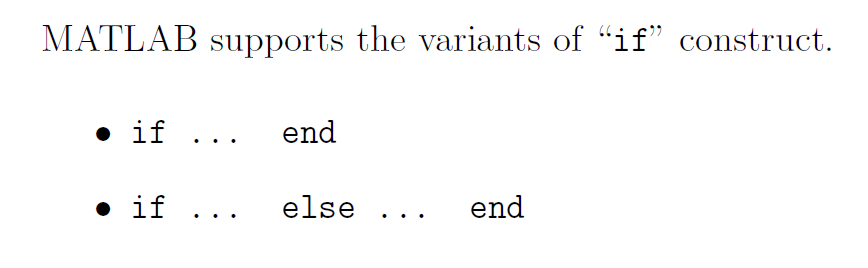 MATLAB supports the variants of “if” construct.
• if ... end
• if ... else ... end